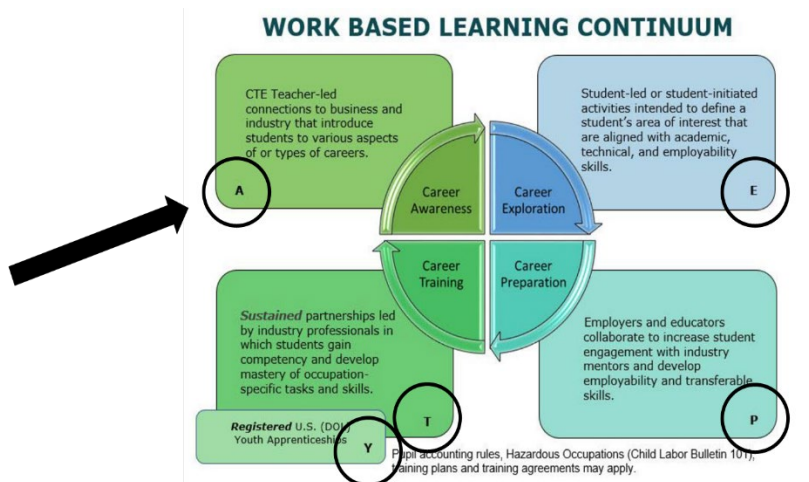 WORK BASED LEARNING CONTINUUM
CTE Teacher-led
connections to business and
industry that introduce
students to various aspects
of or types of careers.
A
Student-led or student-initiated
activities intended to define a
student's area of interest that
are aligned with academic,
technical, and employability
skills.
E
Career
Awareness
Career
Exploration
Career
Training
Career
Preparation
Sustained partnerships led
by industry professionals in
which students gain
competency and develop
mastery of occupation-
specific tasks and skills.
T
Registered U.S. (DOL)
Youth Apprenticeships
Y
Employers and educators
collaborate to increase student
engagement with industry
mentors and develop
employability and transferable
skills.
P
Pupil accounting rules, Hazardous Occupations (Child Labor Bulletin 101),
training plans and training agreements may apply.